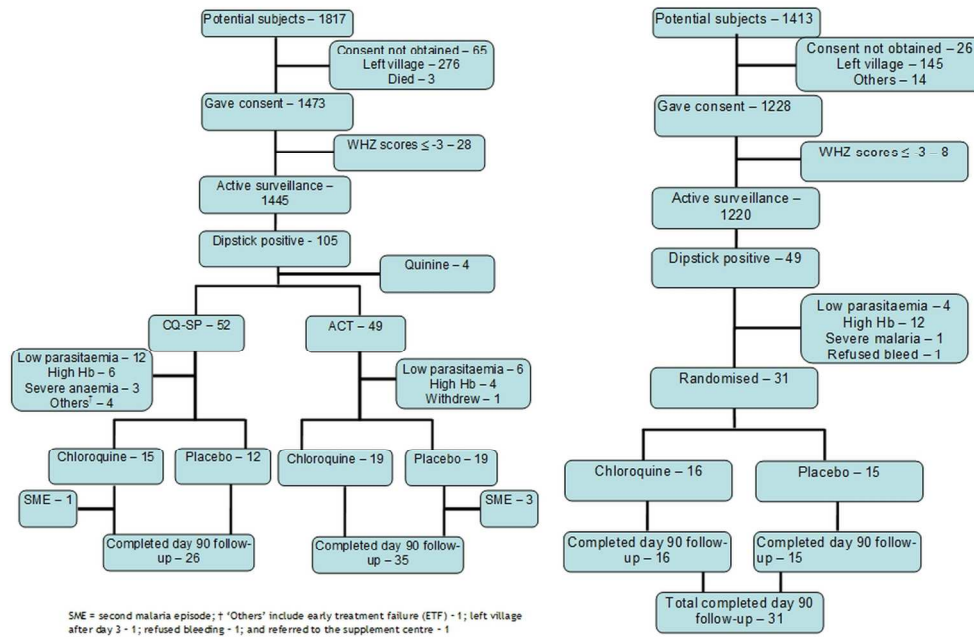 Potential subjects – 1817
Consent not obtained – 65
Left village – 276
Died – 3
Gave consent – 1473
WHZ scores ≤ -3 – 28
Active surveillance –
1445
Dipstick positive - 105
Quinine – 4
CQ-SP – 52
ACT – 49
Low parasitaemia – 12
High Hb – 6
Severe anaemia – 3
Others† – 4
Low parasitaemia – 6
High Hb – 4
Withdrew – 1
Chloroquine – 15
Placebo – 12
Chloroquine – 19
Placebo – 19
SME – 1
SME – 3
Completed day 90 follow-
up – 26
Completed day 90 follow-
up – 35
SME = second malaria episode; † ‘Others’ include early treatment failure (ETF) - 1; left village
after day 3 - 1; refused bleeding - 1; and referred to the supplement centre - 1
Potential subjects – 1413
Consent not obtained – 26
Left village – 145
Others – 14
Gave consent – 1228
WHZ scores ≤ -3 – 8
Active surveillance –
1220
Dipstick positive – 49
Low parasitaemia – 4
High Hb – 12
Severe malaria – 1
Refused bleed – 1
Randomised – 31
Chloroquine – 16
Placebo – 15
Completed day 90 follow-
up – 16
Completed day 90 follow-
up – 15
Total completed day 90
follow-up – 31